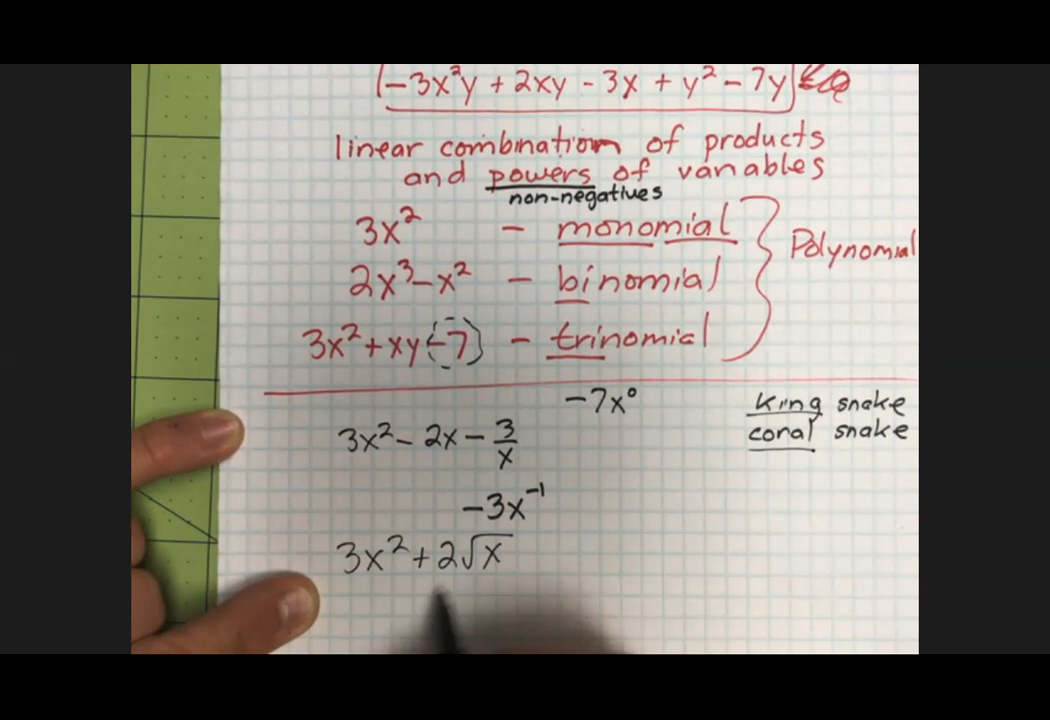 -3x²y + 2xy - 3x + y² - 7y
linear combination of products
and powers of variables
non-negatives
3x² - monomial
2x³-x² - binomial
Polynomial
3x²+xy-7 - trinomial
-7x⁰
king snake
3x²- 2x - 3/x
coral snake
-3x⁻¹
3x²+2√x